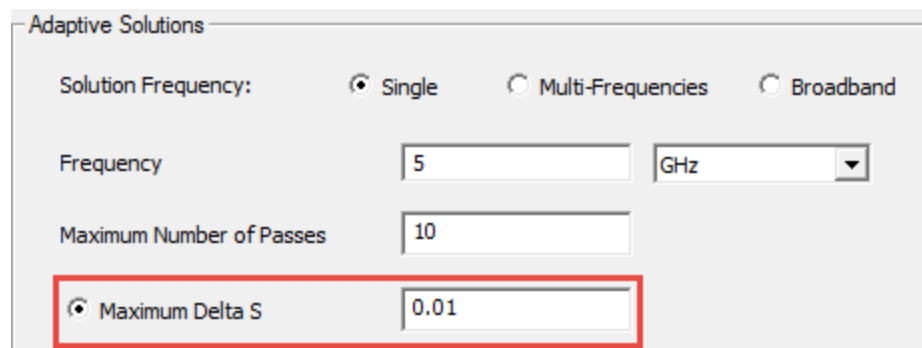 Adaptive Solutions
Solution Frequency: Single Multi-Frequencies Broadband
Frequency 5 GHz
Maximum Number of Passes 10
Maximum Delta S 0.01